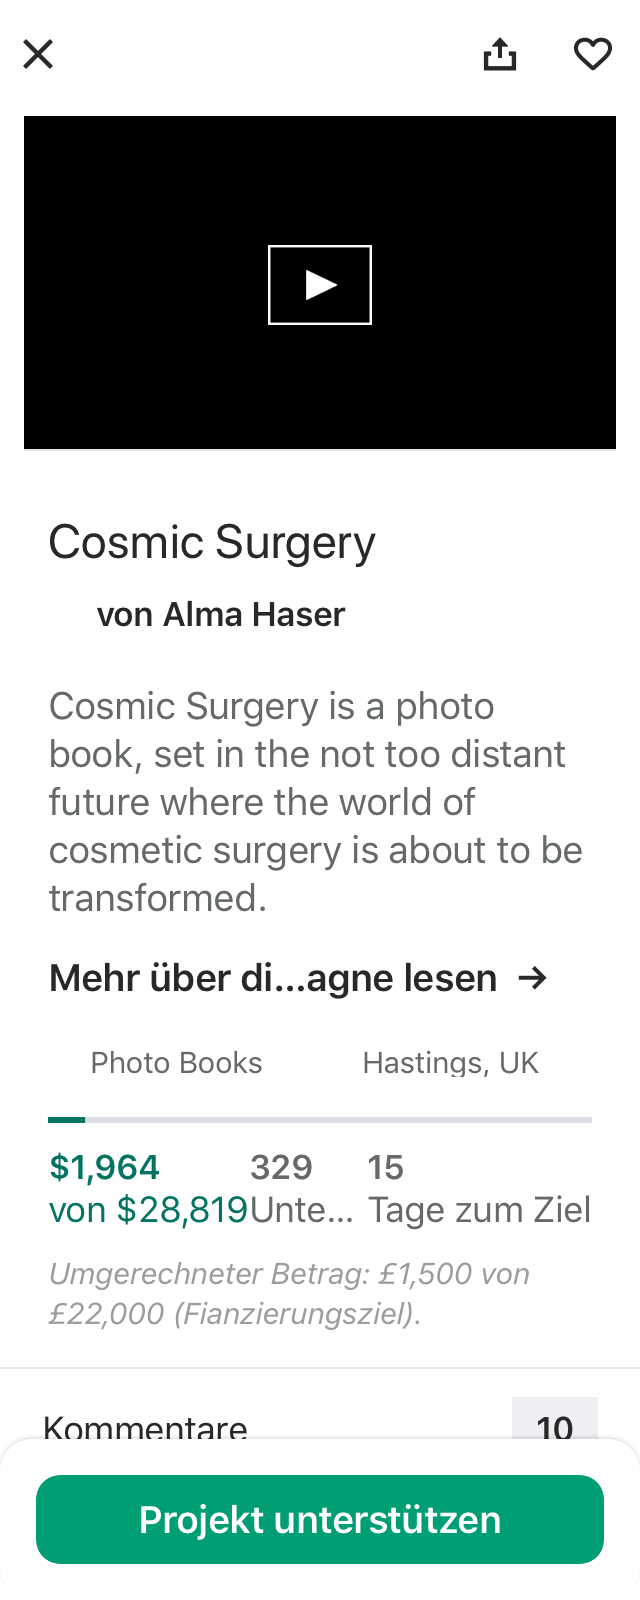 Cosmic Surgery
von Alma Haser
Cosmic Surgery is a photo
book, set in the not too distant
future where the world of
cosmetic surgery is about to be
transformed.
Mehr über di...agne lesen →
Photo Books Hastings, UK
$1,964 329 15
von $28,819 Unte... Tage zum Ziel
Umgerechneter Betrag: £1,500 von
£22,000 (Fianzierungsziel).
Kommentare 10
Projekt unterstützen